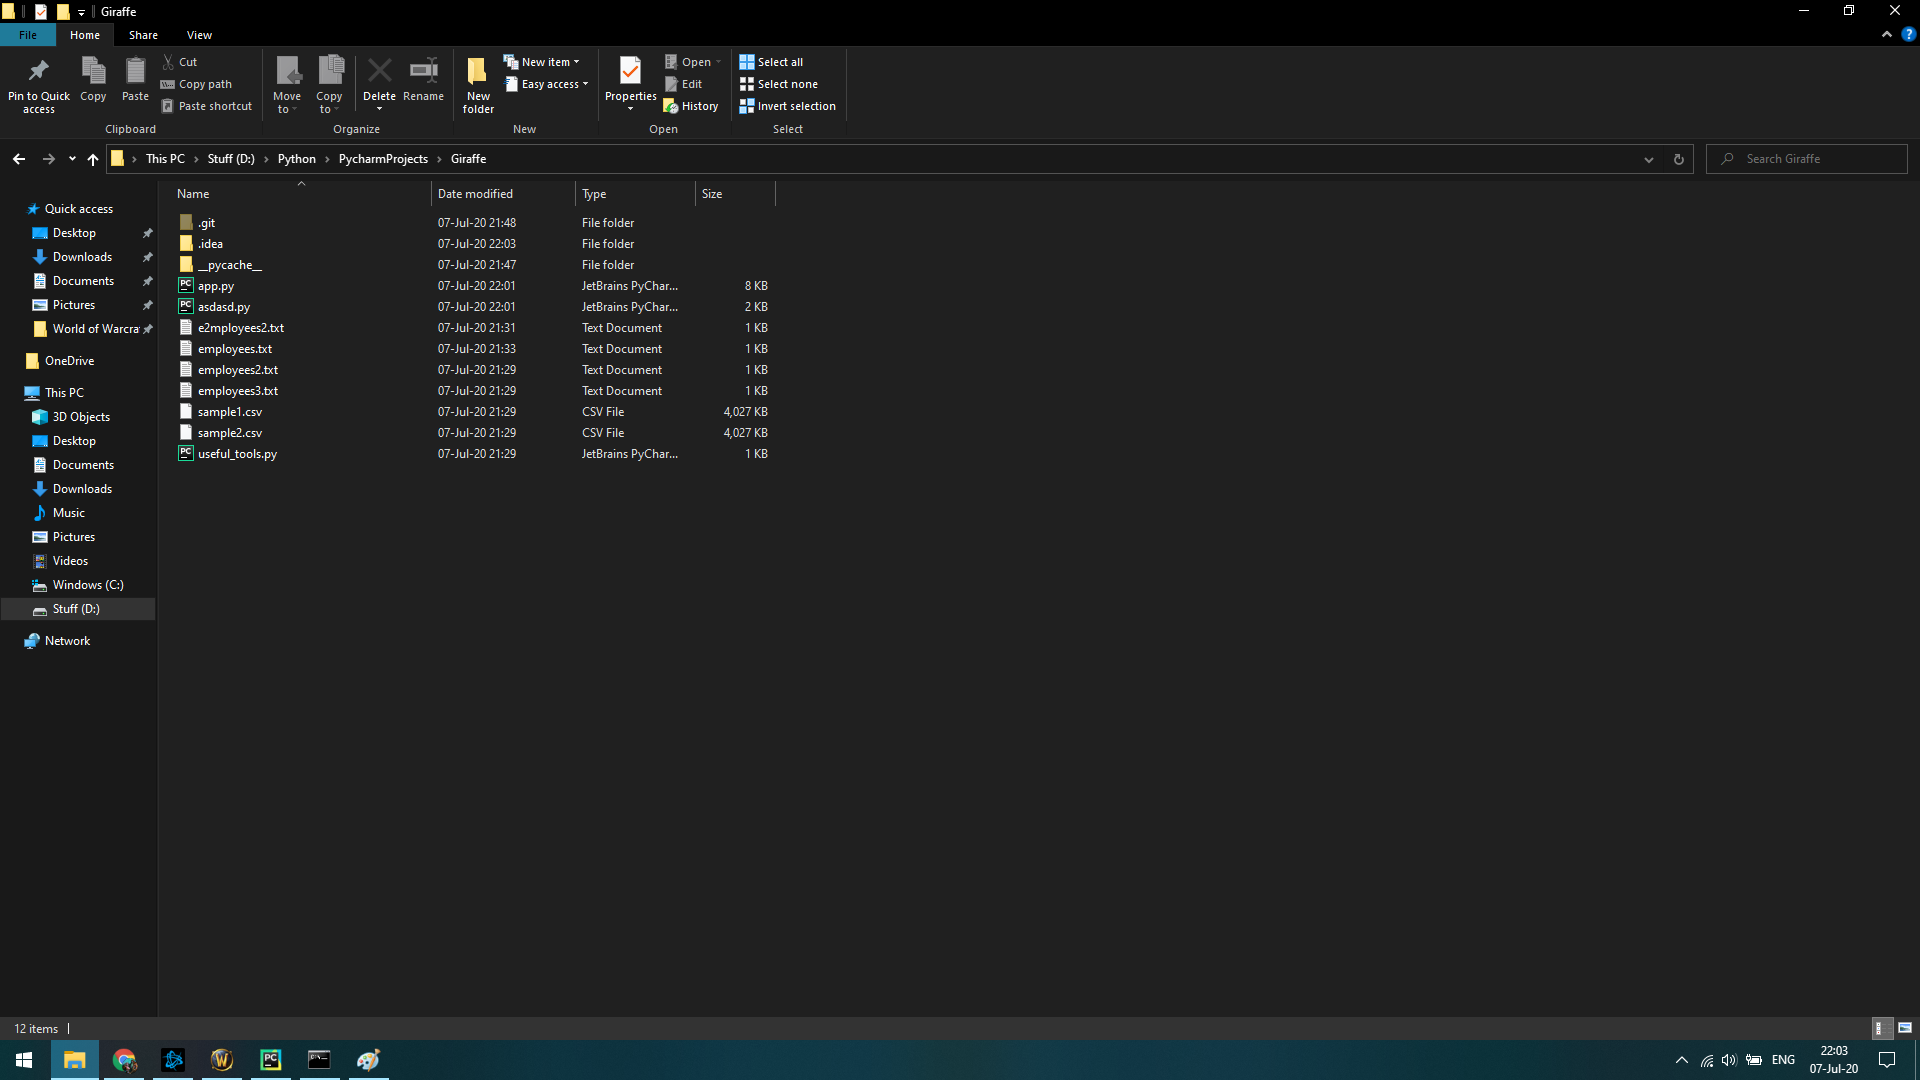 Giraffe
File Home Share View
Pin to Quick access
Copy
Paste
Cut
Copy path
Paste shortcut
Clipboard
Move to
Copy to
Delete
Rename
Organize
New folder
New item
Easy access
New
Properties
Open
Edit
History
Open
Select all
Select none
Invert selection
Select
This PC › Stuff (D:) › Python › PycharmProjects › Giraffe
Search Giraffe
Quick access
Desktop
Downloads
Documents
Pictures
World of Warcra
OneDrive
This PC
3D Objects
Desktop
Documents
Downloads
Music
Pictures
Videos
Windows (C:)
Stuff (D:)
Network
Name Date modified Type Size
.git 07-Jul-20 21:48 File folder
.idea 07-Jul-20 22:03 File folder
__pycache__ 07-Jul-20 21:47 File folder
app.py 07-Jul-20 22:01 JetBrains PyChar... 8 KB
asdasd.py 07-Jul-20 22:01 JetBrains PyChar... 2 KB
e2mployees2.txt 07-Jul-20 21:31 Text Document 1 KB
employees.txt 07-Jul-20 21:33 Text Document 1 KB
employees2.txt 07-Jul-20 21:29 Text Document 1 KB
employees3.txt 07-Jul-20 21:29 Text Document 1 KB
sample1.csv 07-Jul-20 21:29 CSV File 4,027 KB
sample2.csv 07-Jul-20 21:29 CSV File 4,027 KB
useful_tools.py 07-Jul-20 21:29 JetBrains PyChar... 1 KB
12 items
ENG
22:03
07-Jul-20